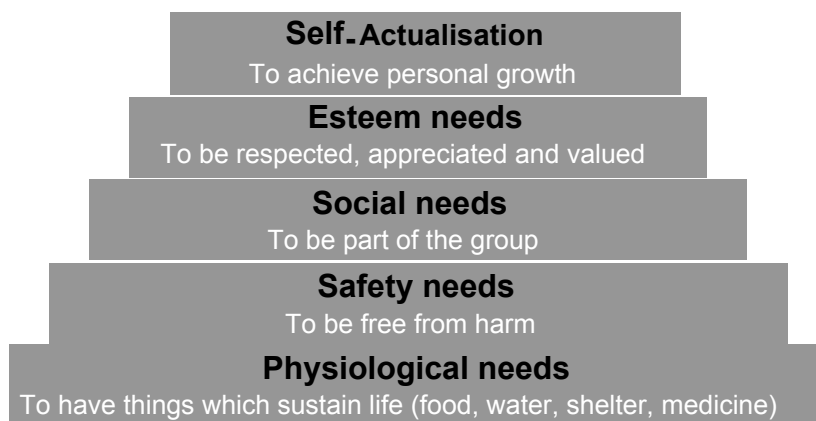 Self-Actualisation
To achieve personal growth
Esteem needs
To be respected, appreciated and valued
Social needs
To be part of the group
Safety needs
To be free from harm
Physiological needs
To have things which sustain life (food, water, shelter, medicine)